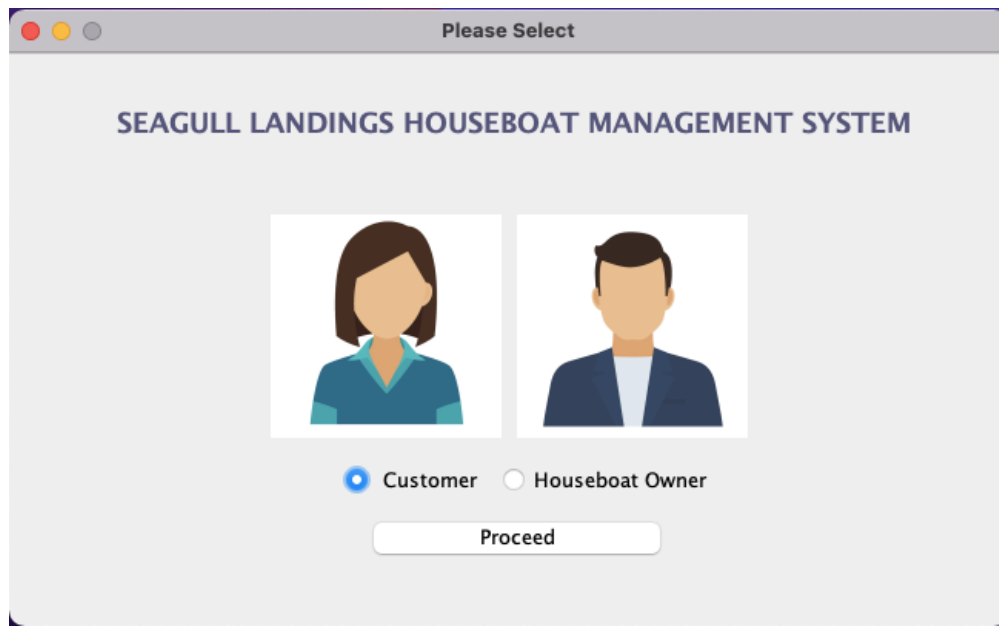 Please Select
SEAGULL LANDINGS HOUSEBOAT MANAGEMENT SYSTEM
Customer Houseboat Owner
Proceed